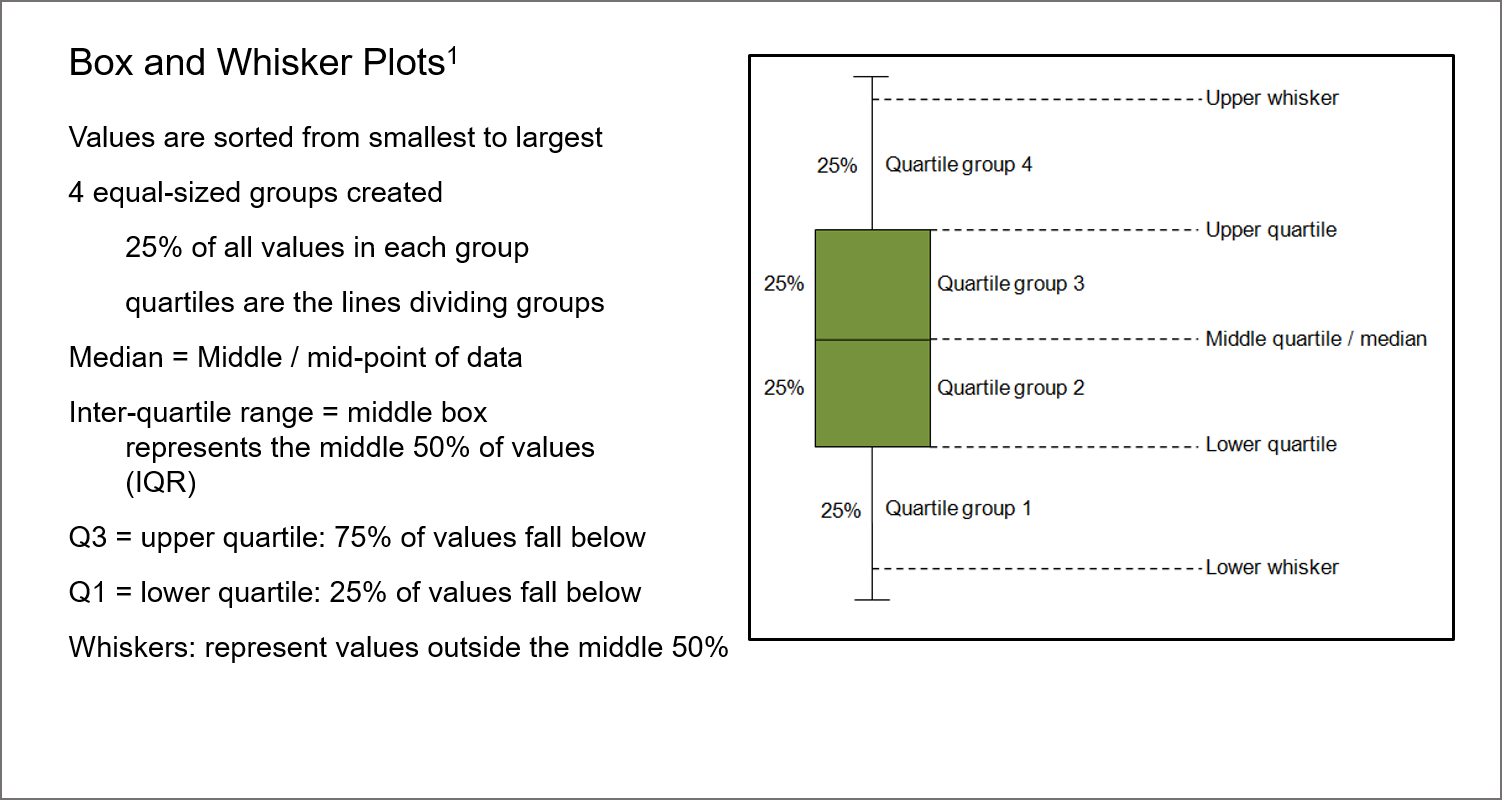 Box and Whisker Plots1
Values are sorted from smallest to largest
4 equal-sized groups created
25% of all values in each group
quartiles are the lines dividing groups
Median = Middle / mid-point of data
Inter-quartile range = middle box
represents the middle 50% of values
(IQR)
Q3 = upper quartile: 75% of values fall below
Q1 = lower quartile: 25% of values fall below
Whiskers: represent values outside the middle 50%
Upper whisker
25% Quartile group 4
Upper quartile
25% Quartile group 3
Middle quartile / median
25% Quartile group 2
Lower quartile
25% Quartile group 1
Lower whisker